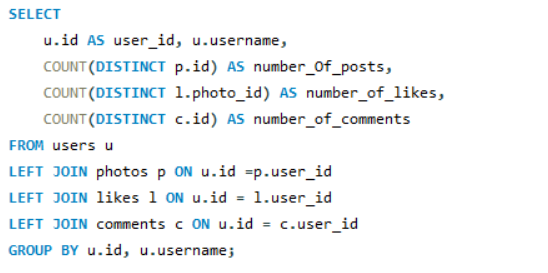 SELECT
u.id AS user_id, u.username,
COUNT(DISTINCT p.id) AS number_Of_posts,
COUNT(DISTINCT l.photo_id) AS number_of_likes,
COUNT(DISTINCT c.id) AS number_of_comments
FROM users u
LEFT JOIN photos p ON u.id =p.user_id
LEFT JOIN likes l ON u.id = l.user_id
LEFT JOIN comments c ON u.id = c.user_id
GROUP BY u.id, u.username;